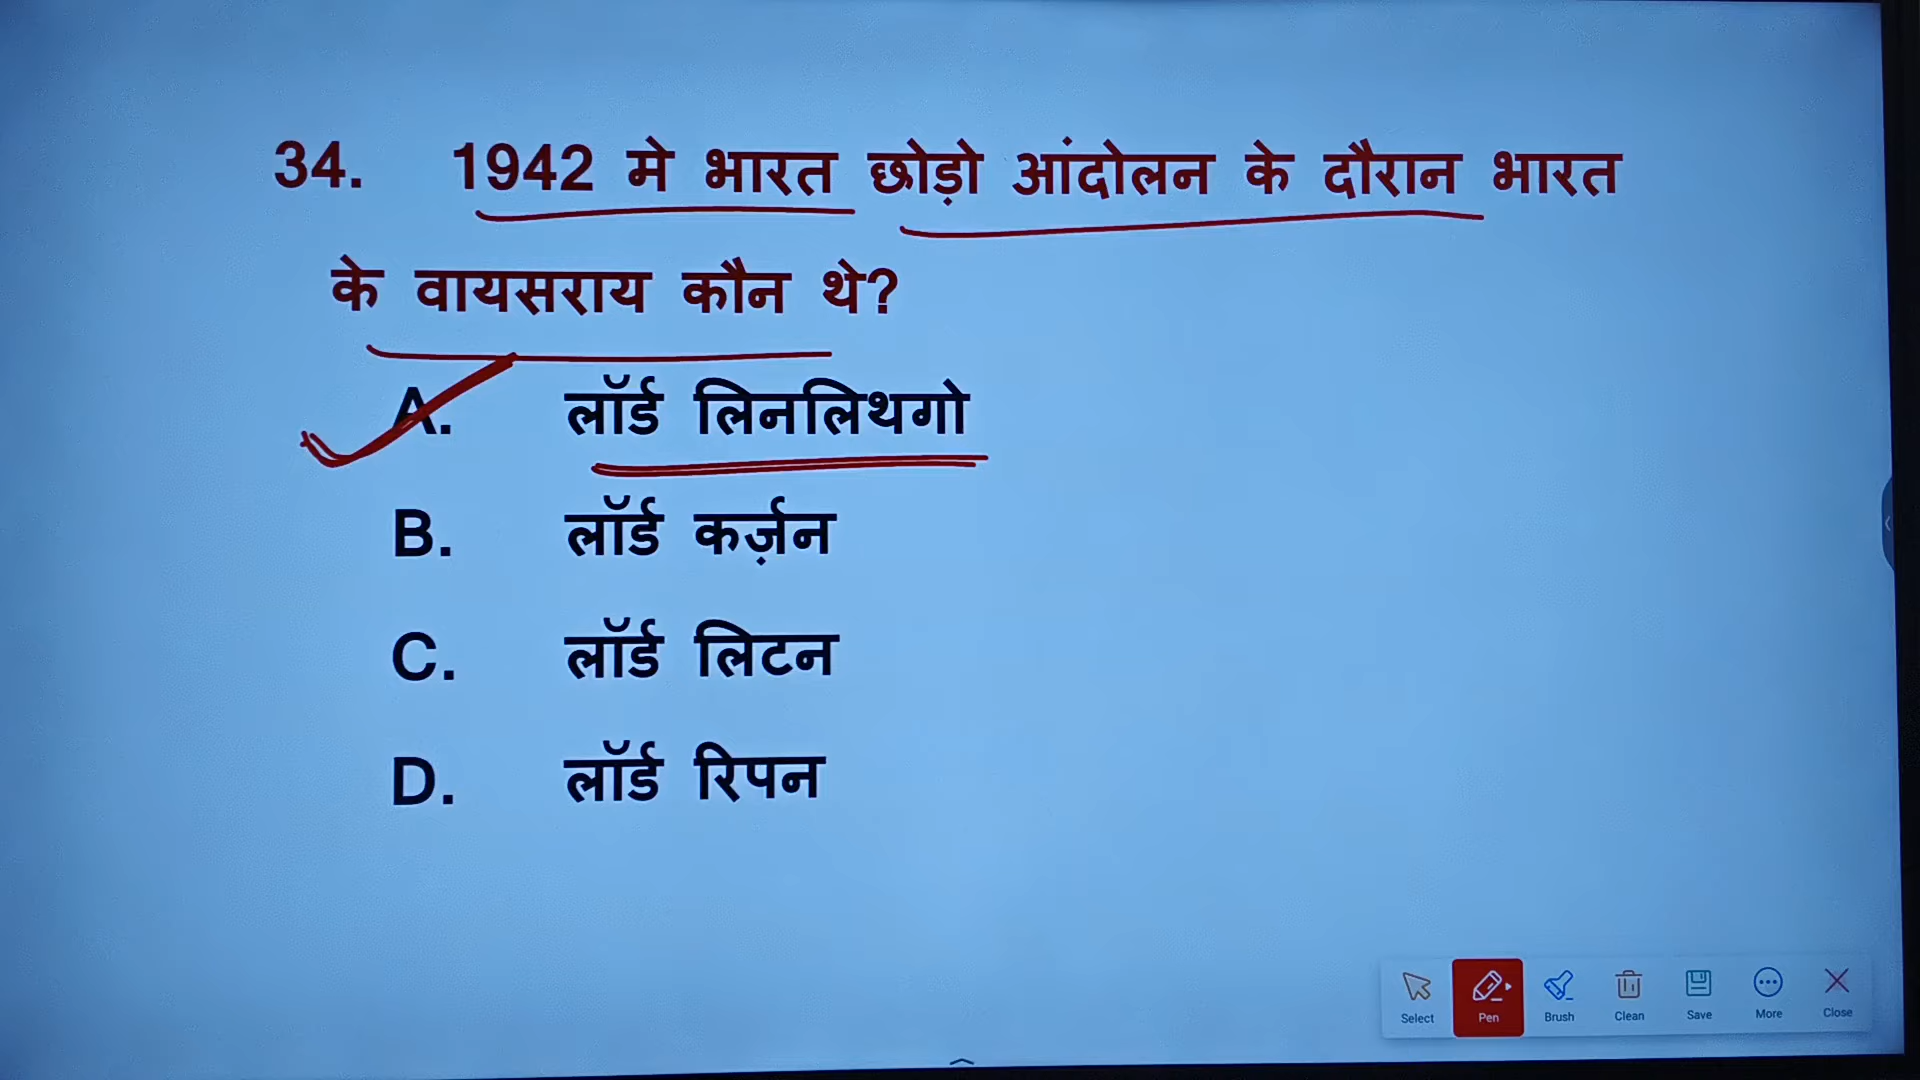 34. 1942 मे भारत छोड़ो आंदोलन के दौरान भारत
के वायसराय कौन थे?
A. लॉर्ड लिनलिथगो
B. लॉर्ड कर्ज़न
C. लॉर्ड लिटन
D. लॉर्ड रिपन
Select Pen Brush Clean Save More Close